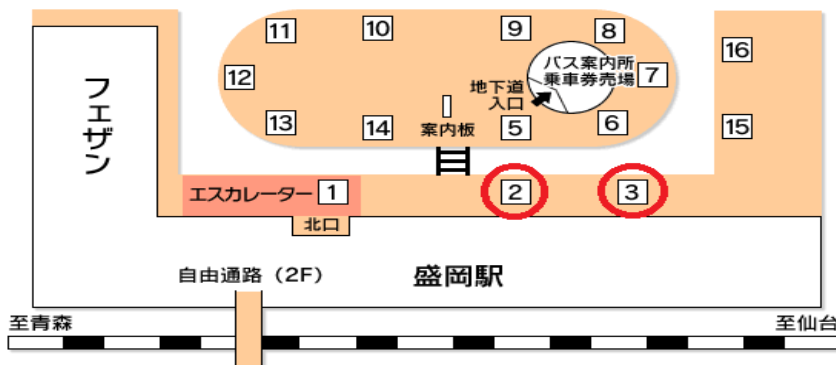 11
10
9
8
16
12
バス案内所
乗車券売場
7
地下道
入口
13
14
案内板
5
6
15
フェザン
エスカレーター
1
2
3
北口
自由通路（2F）
盛岡駅
至青森
至仙台